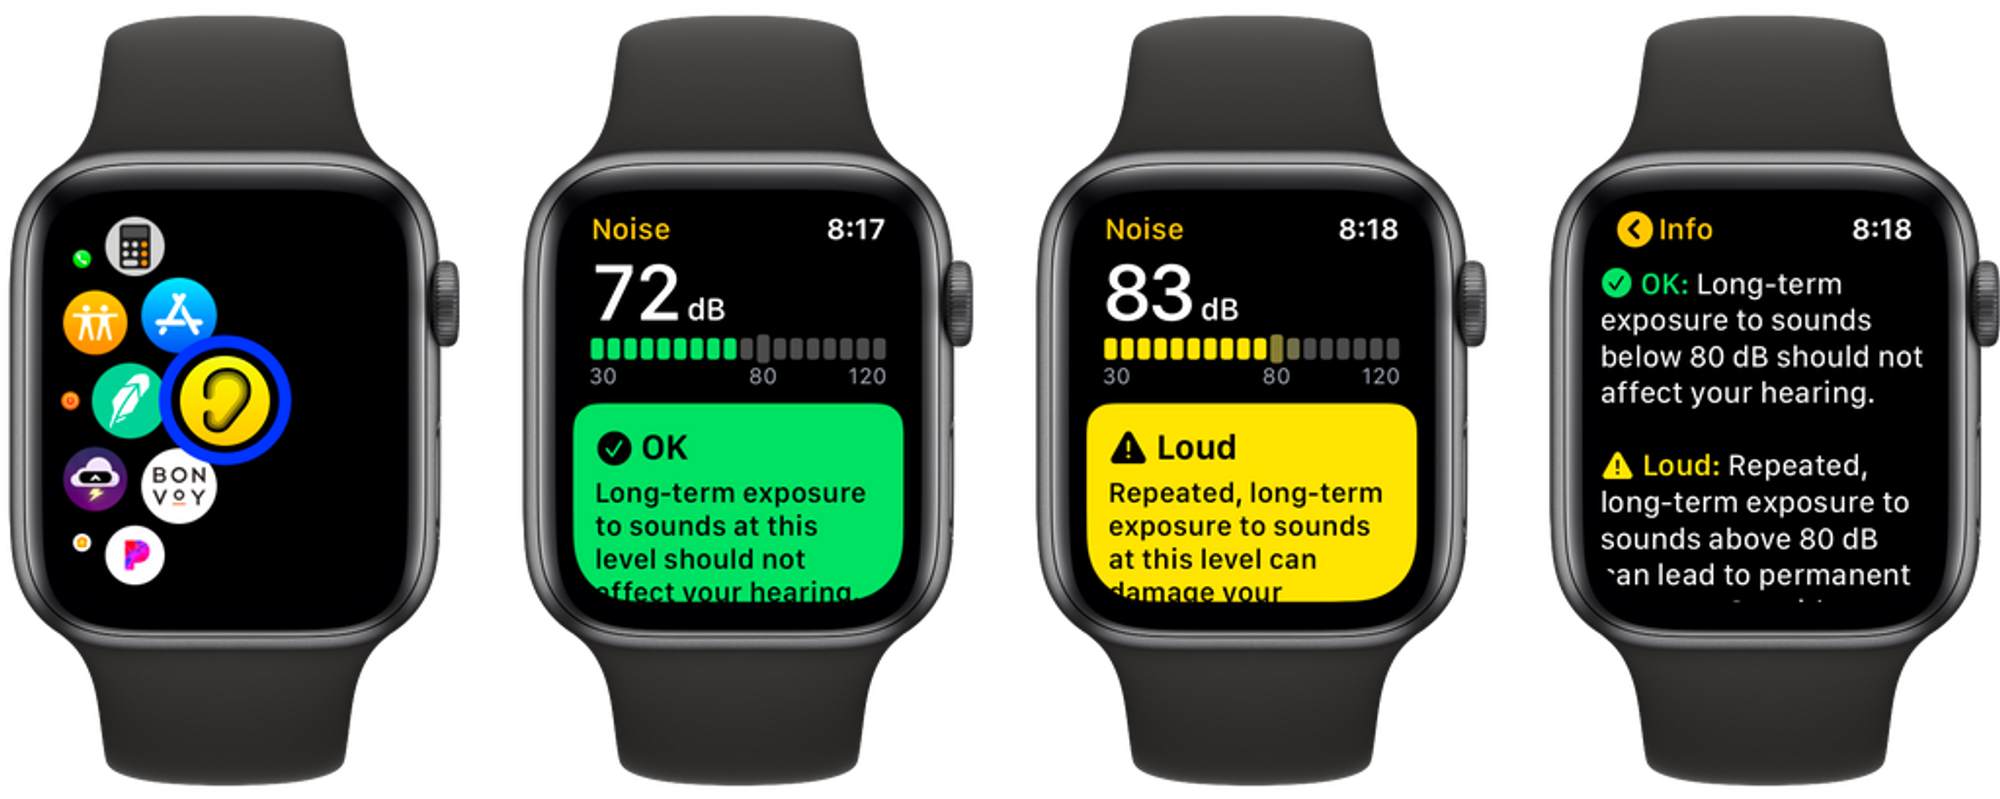 BON
VOY
P
Noise 8:17
72 dB
30 80 120
OK
Long-term exposure
to sounds at this
level should not
affect your hearing.
Noise 8:18
83 dB
30 80 120
Loud
Repeated, long-term
exposure to sounds
at this level can
damage your
Info 8:18
OK: Long-term
exposure to sounds
below 80 dB should not
affect your hearing.
Loud: Repeated,
long-term exposure to
sounds above 80 dB
can lead to permanent